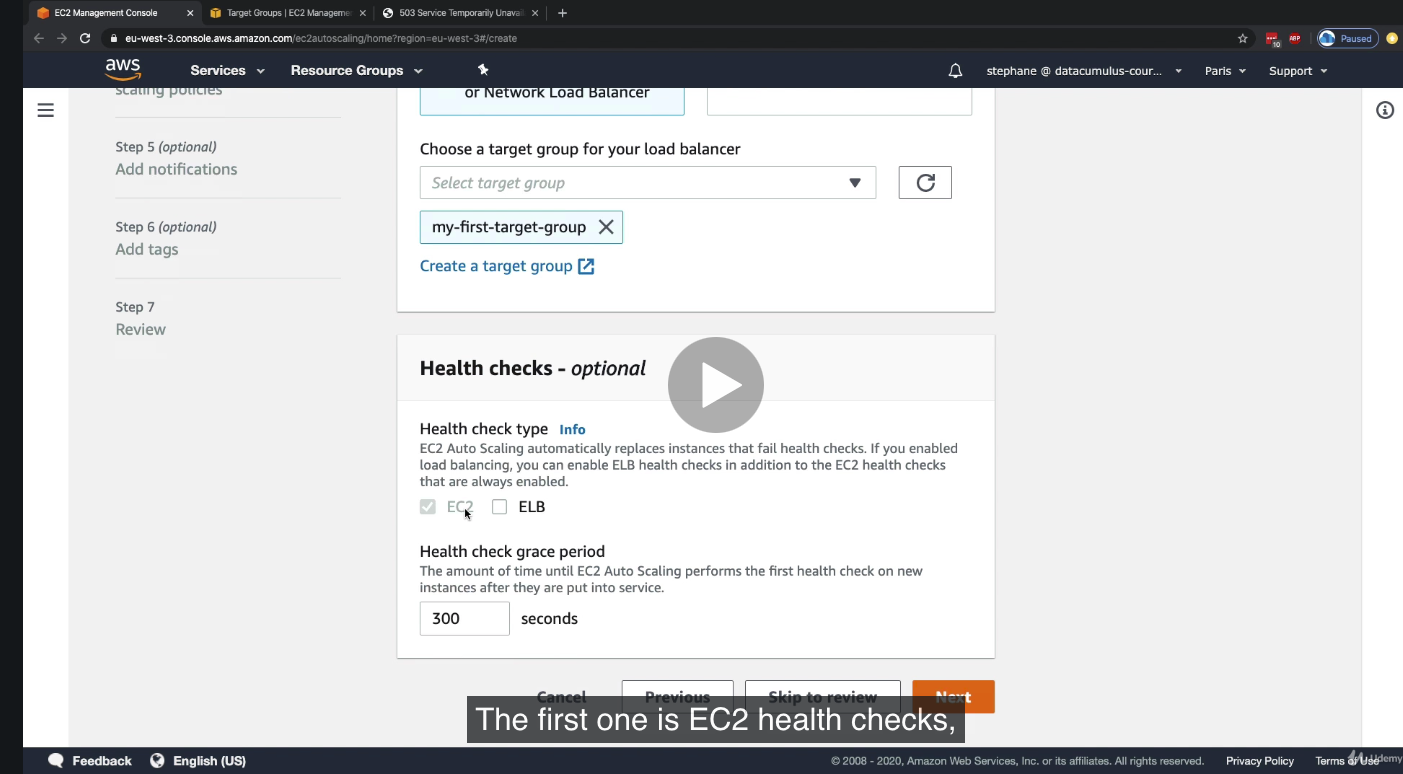 EC2 Management Console
Target Groups | EC2 Manageme
503 Service Temporarily Unava
eu-west-3.console.aws.amazon.com/ec2autoscaling/home?region=eu-west-3#/create
10
ABP
Paused
aws
Services
Resource Groups
stephane @ datacumulus-cour...
Paris
Support
scaling policies
Step 5 (optional)
Add notifications
Step 6 (optional)
Add tags
Step 7
Review
or Network Load Balancer
Choose a target group for your load balancer
Select target group
my-first-target-group
Create a target group
Health checks - optional
Health check type Info
EC2 Auto Scaling automatically replaces instances that fail health checks. If you enabled
load balancing, you can enable ELB health checks in addition to the EC2 health checks
that are always enabled.
EC2
ELB
Health check grace period
The amount of time until EC2 Auto Scaling performs the first health check on new
instances after they are put into service.
300
seconds
Cancel
Previous
Skip to review
Next
The first one is EC2 health checks,
Feedback
English (US)
© 2008 - 2020, Amazon Web Services, Inc. or its affiliates. All rights reserved.
Privacy Policy
Terms of Use
Udemy